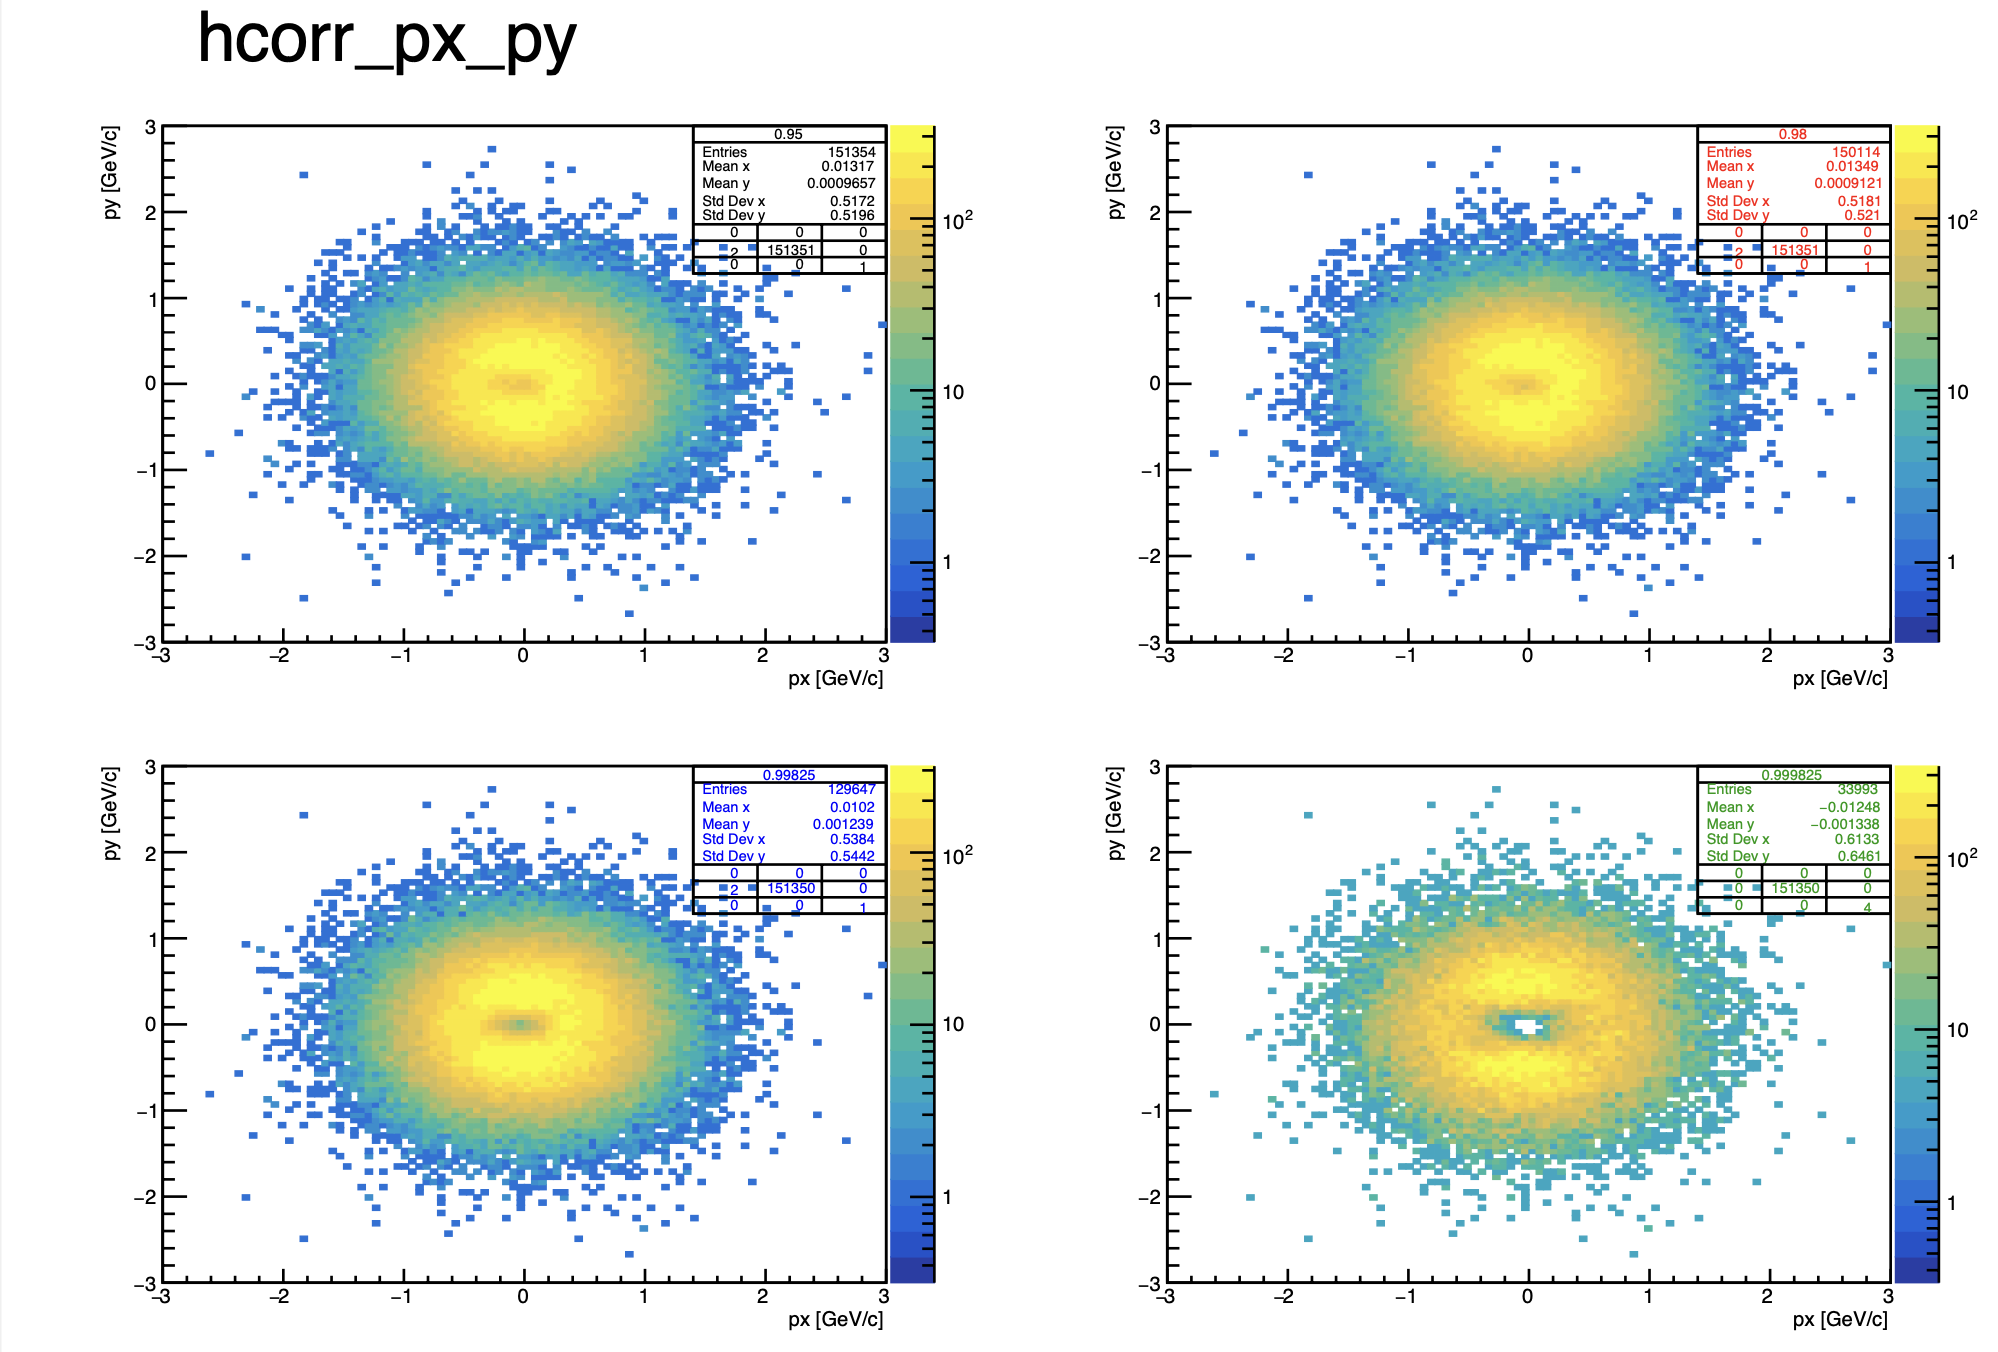 hcorr_px_py
py [GeV/c]
3
2
1
0
−1
−2
−3
−3 −2 −1 0 1 2 3
px [GeV/c]
0.95
Entries 151354
Mean x 0.01317
Mean y 0.0009657
Std Dev x 0.5172
Std Dev y 0.5196
0 0 0
2 151351 0
0 0 1
10²
10
1
py [GeV/c]
3
2
1
0
−1
−2
−3
−3 −2 −1 0 1 2 3
px [GeV/c]
0.98
Entries 150114
Mean x 0.01349
Mean y 0.0009121
Std Dev x 0.5181
Std Dev y 0.521
0 0 0
2 151351 0
0 0 1
10²
10
1
py [GeV/c]
3
2
1
0
−1
−2
−3
−3 −2 −1 0 1 2 3
px [GeV/c]
0.99825
Entries 129647
Mean x 0.0102
Mean y 0.001239
Std Dev x 0.5384
Std Dev y 0.5442
0 0 0
2 151350 0
0 0 1
10²
10
1
py [GeV/c]
3
2
1
0
−1
−2
−3
−3 −2 −1 0 1 2 3
px [GeV/c]
0.999825
Entries 33993
Mean x −0.01248
Mean y −0.001338
Std Dev x 0.6133
Std Dev y 0.6461
0 0 0
0 151350 0
0 0 4
10²
10
1